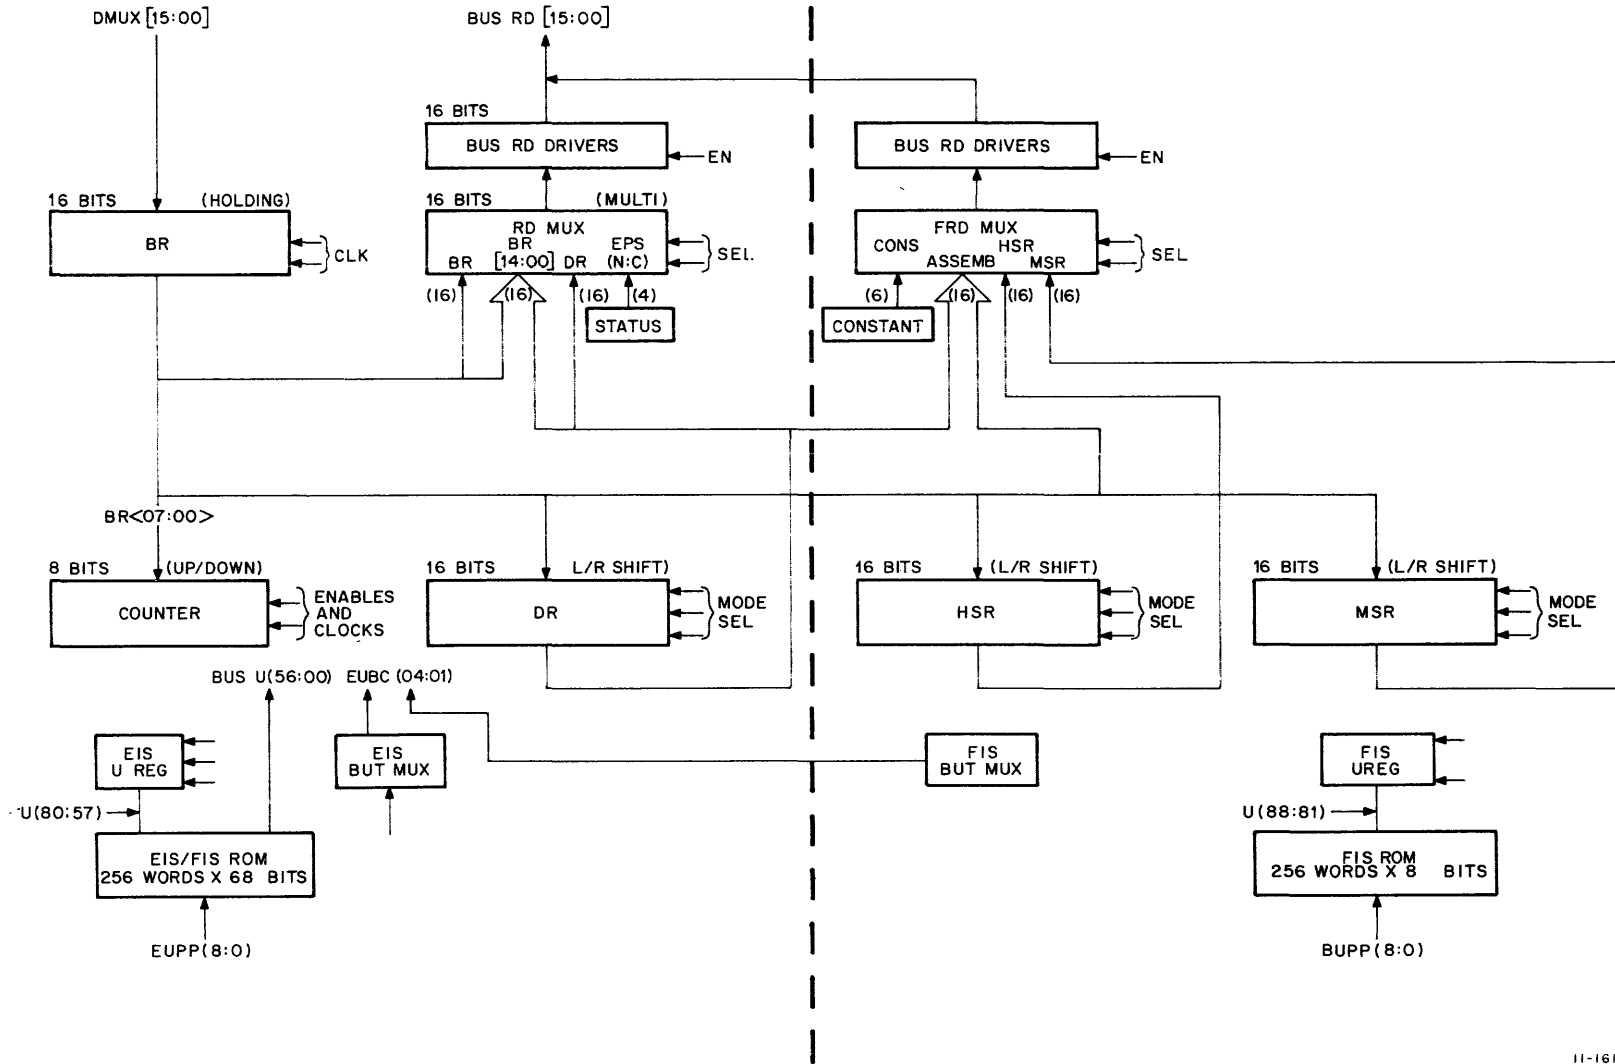 DMUX [15:00]
BUS RD [15:00]
16 BITS
BUS RD DRIVERS
EN
BUS RD DRIVERS
EN
16 BITS (HOLDING)
BR
CLK
16 BITS (MULTI)
RD MUX
BR EPS
BR [14:00] DR (N:C)
SEL
FRD MUX
CONS HSR
ASSEMB MSR
SEL
(16) (16) (16) (4)
STATUS
(6) (16) (16) (16)
CONSTANT
BR<07:00>
8 BITS (UP/DOWN)
COUNTER
ENABLES
AND
CLOCKS
16 BITS L/R SHIFT)
DR
MODE
SEL
16 BITS (L/R SHIFT)
HSR
MODE
SEL
16 BITS (L/R SHIFT)
MSR
MODE
SEL
BUS U(56:00) EUBC (04:01)
EIS
U REG
EIS
BUT MUX
FIS
BUT MUX
FIS
UREG
U(80:57)
U(88:81)
EIS/FIS ROM
256 WORDS X 68 BITS
FIS ROM
256 WORDS X 8 BITS
EUPP(8:0)
BUPP(8:0)
11-161